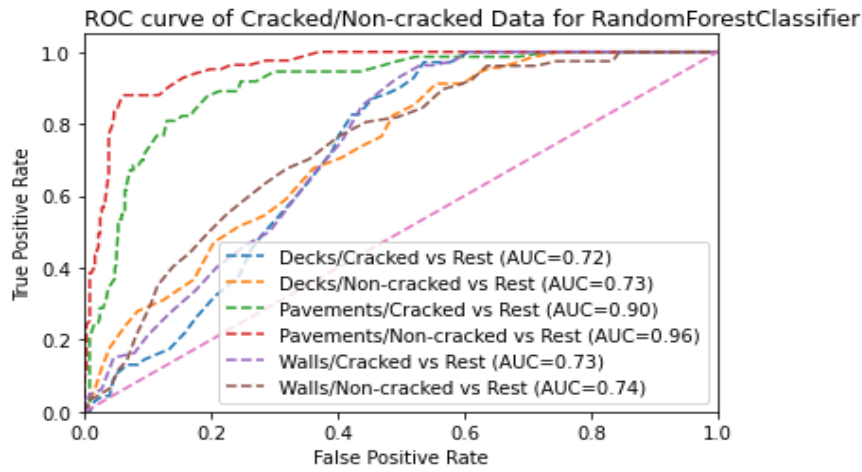 ROC curve of Cracked/Non-cracked Data for RandomForestClassifier
True Positive Rate
1.0
0.8
0.6
0.4
0.2
0.0
Decks/Cracked vs Rest (AUC=0.72)
Decks/Non-cracked vs Rest (AUC=0.73)
Pavements/Cracked vs Rest (AUC=0.90)
Pavements/Non-cracked vs Rest (AUC=0.96)
Walls/Cracked vs Rest (AUC=0.73)
Walls/Non-cracked vs Rest (AUC=0.74)
0.0 0.2 0.4 0.6 0.8 1.0
False Positive Rate